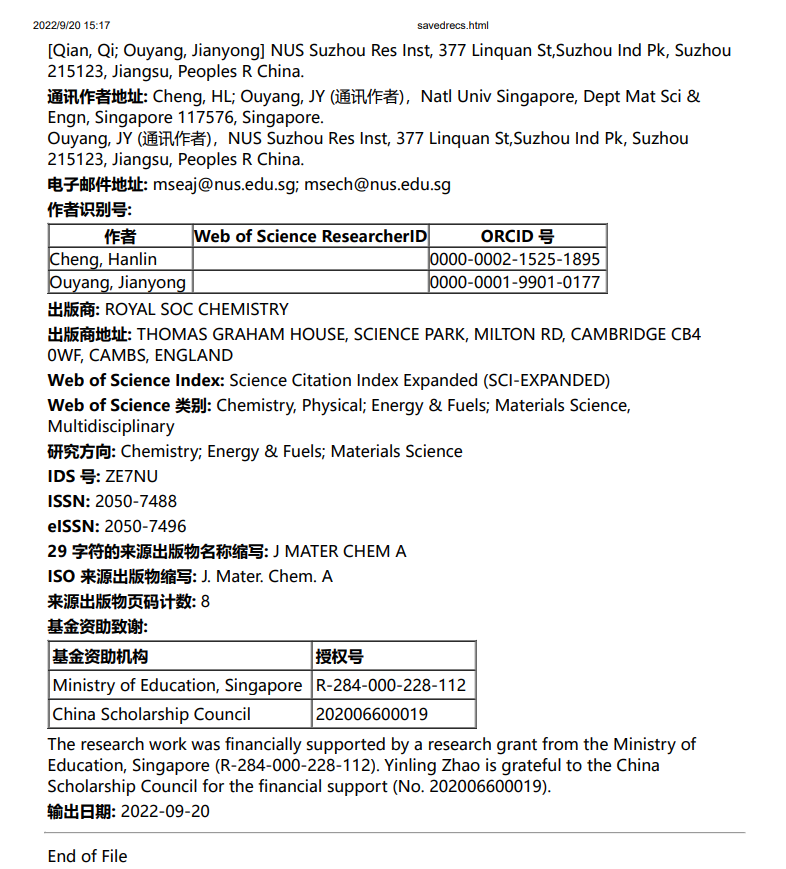 2022/9/20 15:17 savedrecs.html
[Qian, Qi; Ouyang, Jianyong] NUS Suzhou Res Inst, 377 Linquan St,Suzhou Ind Pk, Suzhou
215123, Jiangsu, Peoples R China.
通讯作者地址: Cheng, HL; Ouyang, JY (通讯作者)，Natl Univ Singapore, Dept Mat Sci &
Engn, Singapore 117576, Singapore.
Ouyang, JY (通讯作者)，NUS Suzhou Res Inst, 377 Linquan St,Suzhou Ind Pk, Suzhou
215123, Jiangsu, Peoples R China.
电子邮件地址: mseaj@nus.edu.sg; msech@nus.edu.sg
作者识别号:
作者 Web of Science ResearcherID ORCID 号
Cheng, Hanlin 0000-0002-1525-1895
Ouyang, Jianyong 0000-0001-9901-0177
出版商: ROYAL SOC CHEMISTRY
出版商地址: THOMAS GRAHAM HOUSE, SCIENCE PARK, MILTON RD, CAMBRIDGE CB4
0WF, CAMBS, ENGLAND
Web of Science Index: Science Citation Index Expanded (SCI-EXPANDED)
Web of Science 类别: Chemistry, Physical; Energy & Fuels; Materials Science,
Multidisciplinary
研究方向: Chemistry; Energy & Fuels; Materials Science
IDS 号: ZE7NU
ISSN: 2050-7488
eISSN: 2050-7496
29 字符的来源出版物名称缩写: J MATER CHEM A
ISO 来源出版物缩写: J. Mater. Chem. A
来源出版物页码计数: 8
基金资助致谢:
基金资助机构 授权号
Ministry of Education, Singapore R-284-000-228-112
China Scholarship Council 202006600019
The research work was financially supported by a research grant from the Ministry of
Education, Singapore (R-284-000-228-112). Yinling Zhao is grateful to the China
Scholarship Council for the financial support (No. 202006600019).
输出日期: 2022-09-20
End of File